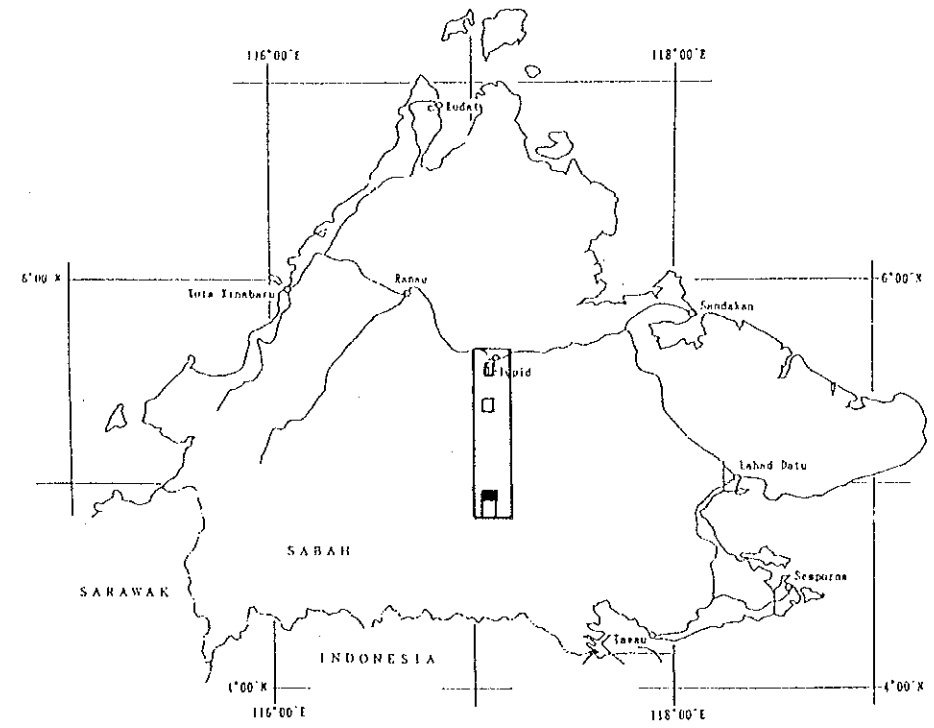 116°00'E
118°00'E
Kudat
6°00'N
6°00'N
Ranau
Kota Kinabaru
Sandakan
Lahad Datu
SABAH
SARAWAK
Semporna
Tawau
INDONESIA
4°00'N
4°00'N
116°00'E
118°00'E